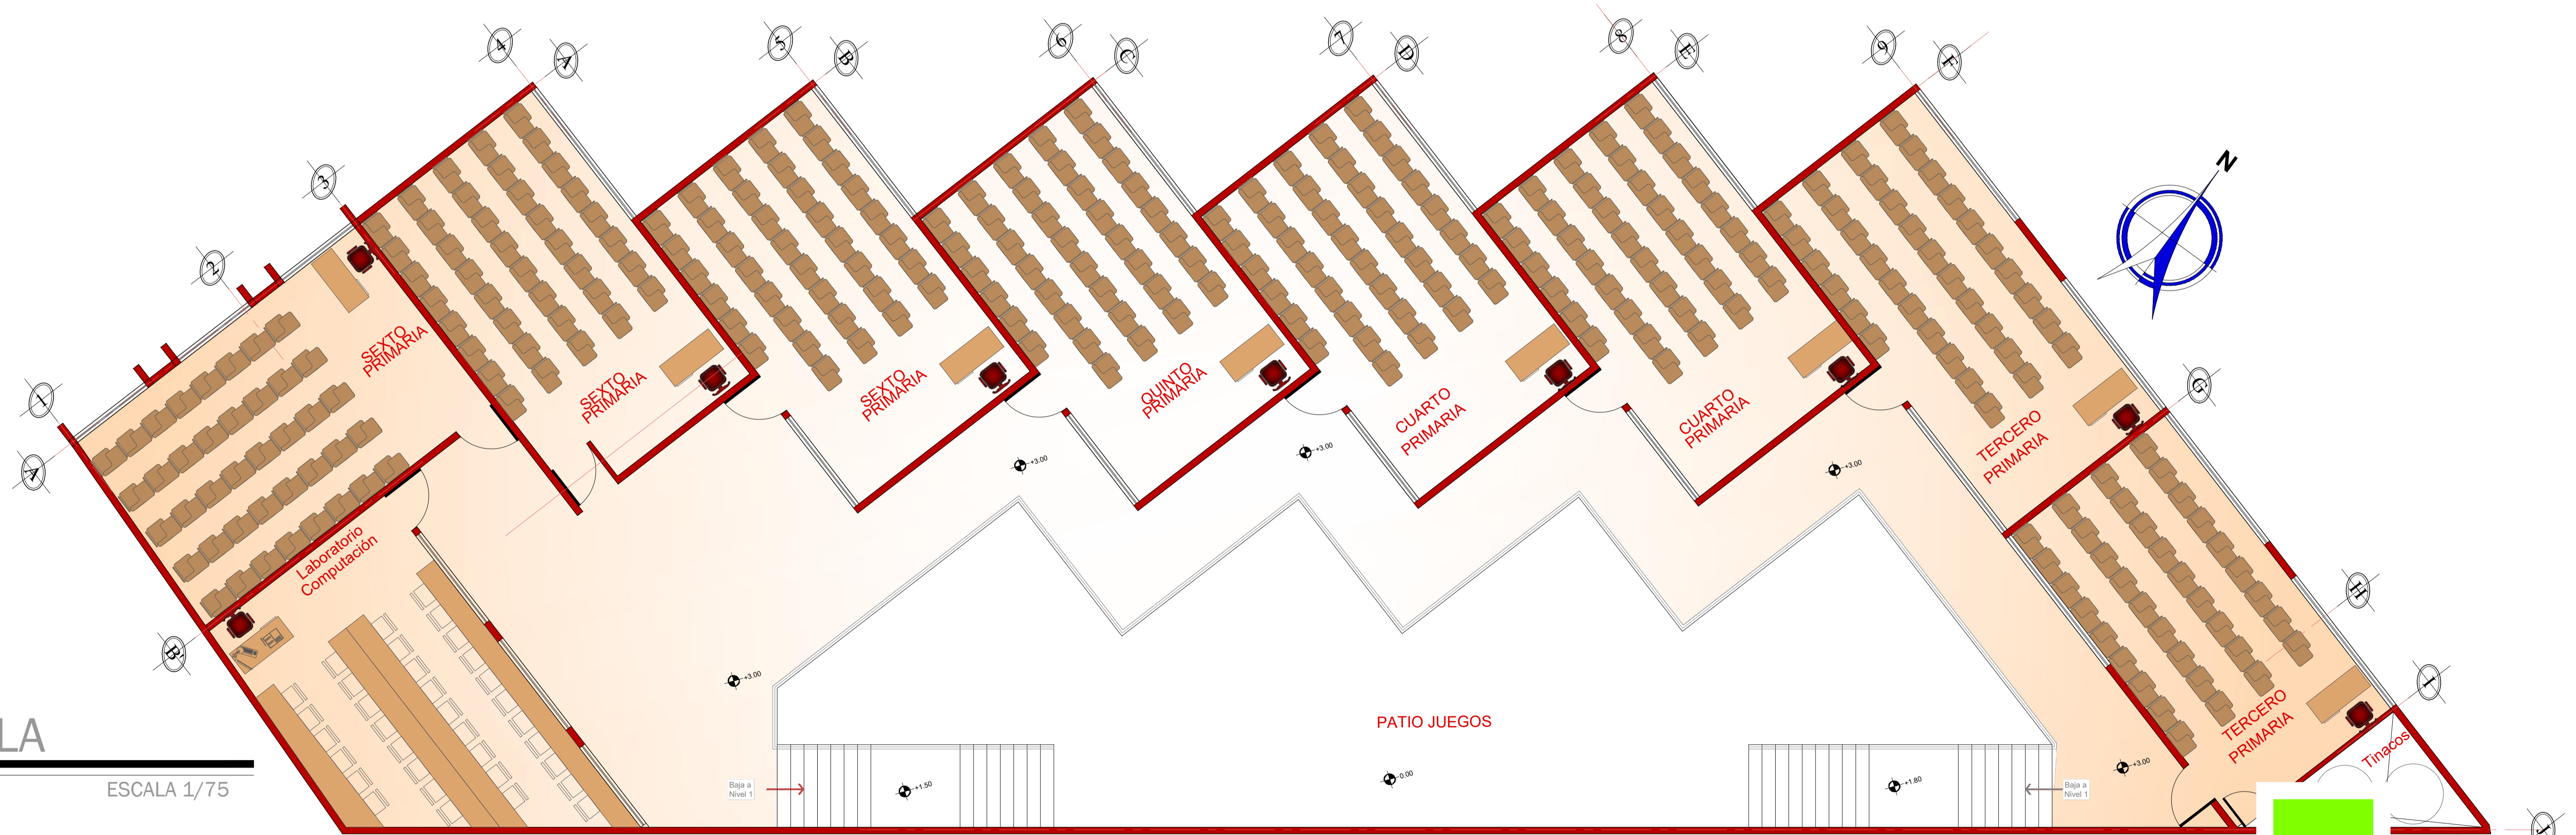 4
A
5
B
6
C
7
D
8
E
9
F
3
2
1
A
B'
N
G
H
I
SEXTO
PRIMARIA
SEXTO
PRIMARIA
SEXTO
PRIMARIA
QUINTO
PRIMARIA
CUARTO
PRIMARIA
CUARTO
PRIMARIA
TERCERO
PRIMARIA
TERCERO
PRIMARIA
Laboratorio
Computación
+3.00
+3.00
+3.00
+3.00
+3.00
PATIO JUEGOS
+1.50
0.00
+1.80
Baja a
Nivel 1
Baja a
Nivel 1
Tinacos
LA
ESCALA 1/75